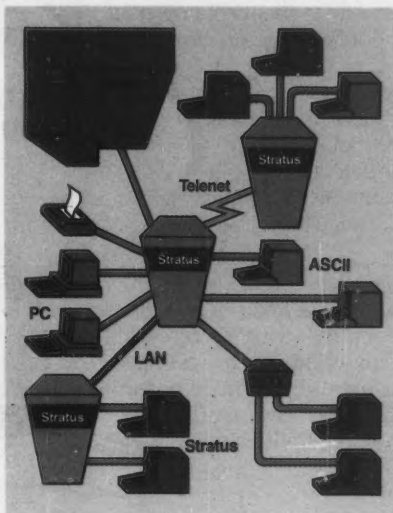 Stratus
Telenet
Stratus
ASCII
PC
LAN
Stratus
Stratus